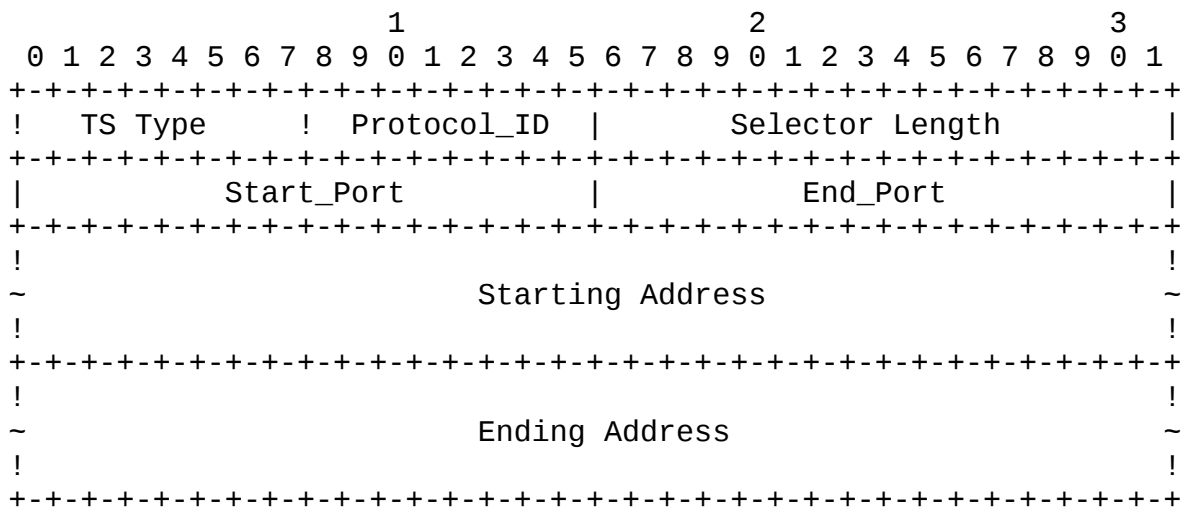 1                   2                   3
 0 1 2 3 4 5 6 7 8 9 0 1 2 3 4 5 6 7 8 9 0 1 2 3 4 5 6 7 8 9 0 1
+-+-+-+-+-+-+-+-+-+-+-+-+-+-+-+-+-+-+-+-+-+-+-+-+-+-+-+-+-+-+-+-+
!   TS Type     !  Protocol_ID  |       Selector Length         |
+-+-+-+-+-+-+-+-+-+-+-+-+-+-+-+-+-+-+-+-+-+-+-+-+-+-+-+-+-+-+-+-+
|           Start_Port          |           End_Port            |
+-+-+-+-+-+-+-+-+-+-+-+-+-+-+-+-+-+-+-+-+-+-+-+-+-+-+-+-+-+-+-+-+
!                                                               !
~                         Starting Address                      ~
!                                                               !
+-+-+-+-+-+-+-+-+-+-+-+-+-+-+-+-+-+-+-+-+-+-+-+-+-+-+-+-+-+-+-+-+
!                                                               !
~                         Ending Address                        ~
!                                                               !
+-+-+-+-+-+-+-+-+-+-+-+-+-+-+-+-+-+-+-+-+-+-+-+-+-+-+-+-+-+-+-+-+